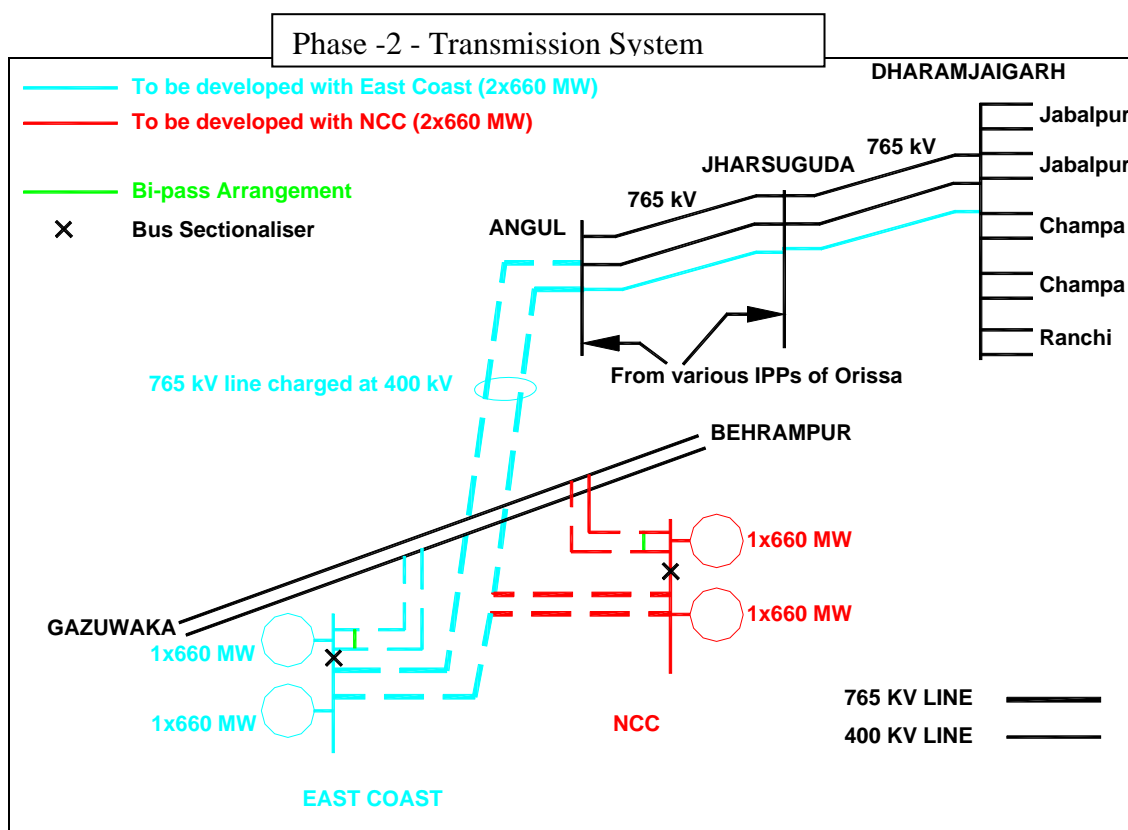 Phase -2 - Transmission System
To be developed with East Coast (2x660 MW)
To be developed with NCC (2x660 MW)
Bi-pass Arrangement
Bus Sectionaliser
DHARAMJAIGARH
Jabalpur
765 kV
JHARSUGUDA
Jabalpur
765 kV
ANGUL
Champa
Champa
Ranchi
From various IPPs of Orissa
765 kV line charged at 400 kV
BEHRAMPUR
1x660 MW
1x660 MW
GAZUWAKA
1x660 MW
1x660 MW
NCC
765 KV LINE
400 KV LINE
EAST COAST